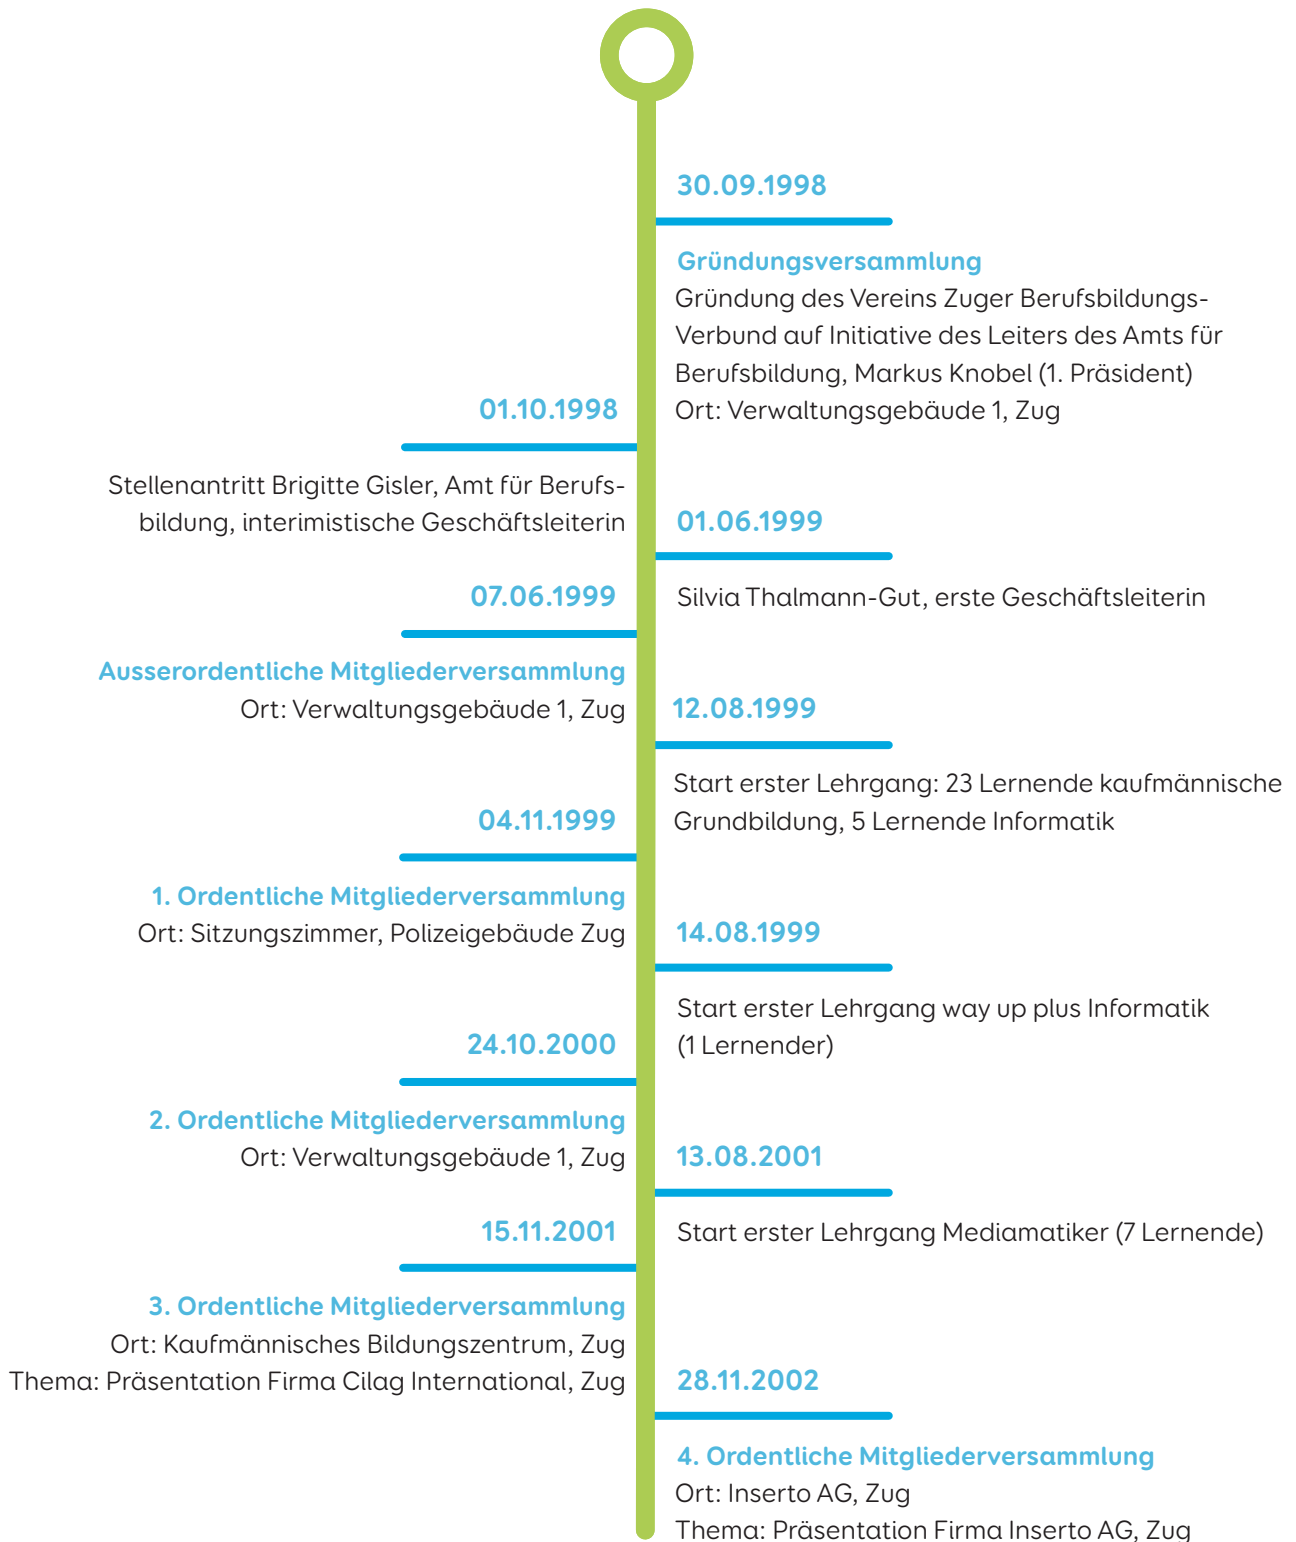 30.09.1998
Gründungsversammlung
Gründung des Vereins Zuger Berufsbildungs-
Verbund auf Initiative des Leiters des Amts für
Berufsbildung, Markus Knobel (1. Präsident)
Ort: Verwaltungsgebäude 1, Zug
01.10.1998
Stellenantritt Brigitte Gisler, Amt für Berufs-
bildung, interimistische Geschäftsleiterin
01.06.1999
Silvia Thalmann-Gut, erste Geschäftsleiterin
07.06.1999
Ausserordentliche Mitgliederversammlung
Ort: Verwaltungsgebäude 1, Zug
12.08.1999
Start erster Lehrgang: 23 Lernende kaufmännische
Grundbildung, 5 Lernende Informatik
04.11.1999
1. Ordentliche Mitgliederversammlung
Ort: Sitzungszimmer, Polizeigebäude Zug
14.08.1999
Start erster Lehrgang way up plus Informatik
(1 Lernender)
24.10.2000
2. Ordentliche Mitgliederversammlung
Ort: Verwaltungsgebäude 1, Zug
13.08.2001
Start erster Lehrgang Mediamatiker (7 Lernende)
15.11.2001
3. Ordentliche Mitgliederversammlung
Ort: Kaufmännisches Bildungszentrum, Zug
Thema: Präsentation Firma Cilag International, Zug
28.11.2002
4. Ordentliche Mitgliederversammlung
Ort: Inserto AG, Zug
Thema: Präsentation Firma Inserto AG, Zug